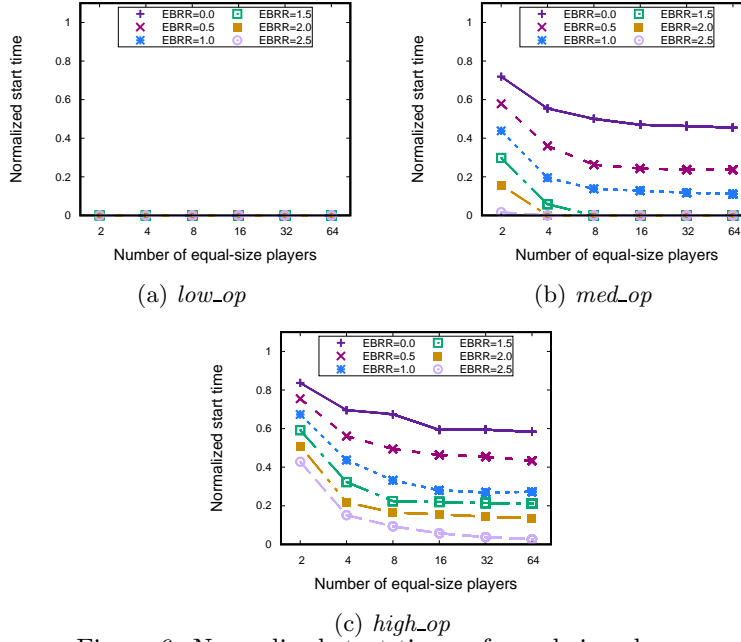 EBRR=0.0 EBRR=1.5
EBRR=0.5 EBRR=2.0
EBRR=1.0 EBRR=2.5
1
0.8
0.6
0.4
0.2
0
Normalized start time
2 4 8 16 32 64
Number of equal-size players
(a) low_op
EBRR=0.0 EBRR=1.5
EBRR=0.5 EBRR=2.0
EBRR=1.0 EBRR=2.5
1
0.8
0.6
0.4
0.2
0
Normalized start time
2 4 8 16 32 64
Number of equal-size players
(b) med_op
EBRR=0.0 EBRR=1.5
EBRR=0.5 EBRR=2.0
EBRR=1.0 EBRR=2.5
1
0.8
0.6
0.4
0.2
0
Normalized start time
2 4 8 16 32 64
Number of equal-size players
(c) high_op